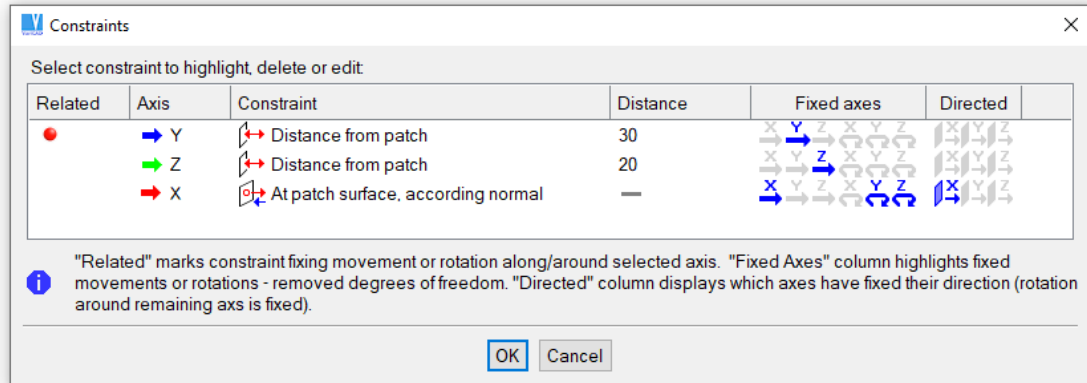 Constraints
Select constraint to highlight, delete or edit:
Related Axis Constraint Distance Fixed axes Directed
Y Distance from patch 30 X Y Z X Y Z X Y Z
Z Distance from patch 20 X Y Z X Y Z X Y Z
X At patch surface, according normal — X Y Z X Y Z X Y Z
"Related" marks constraint fixing movement or rotation along/around selected axis. "Fixed Axes" column highlights fixed
movements or rotations - removed degrees of freedom. "Directed" column displays which axes have fixed their direction (rotation
around remaining axs is fixed).
OK Cancel